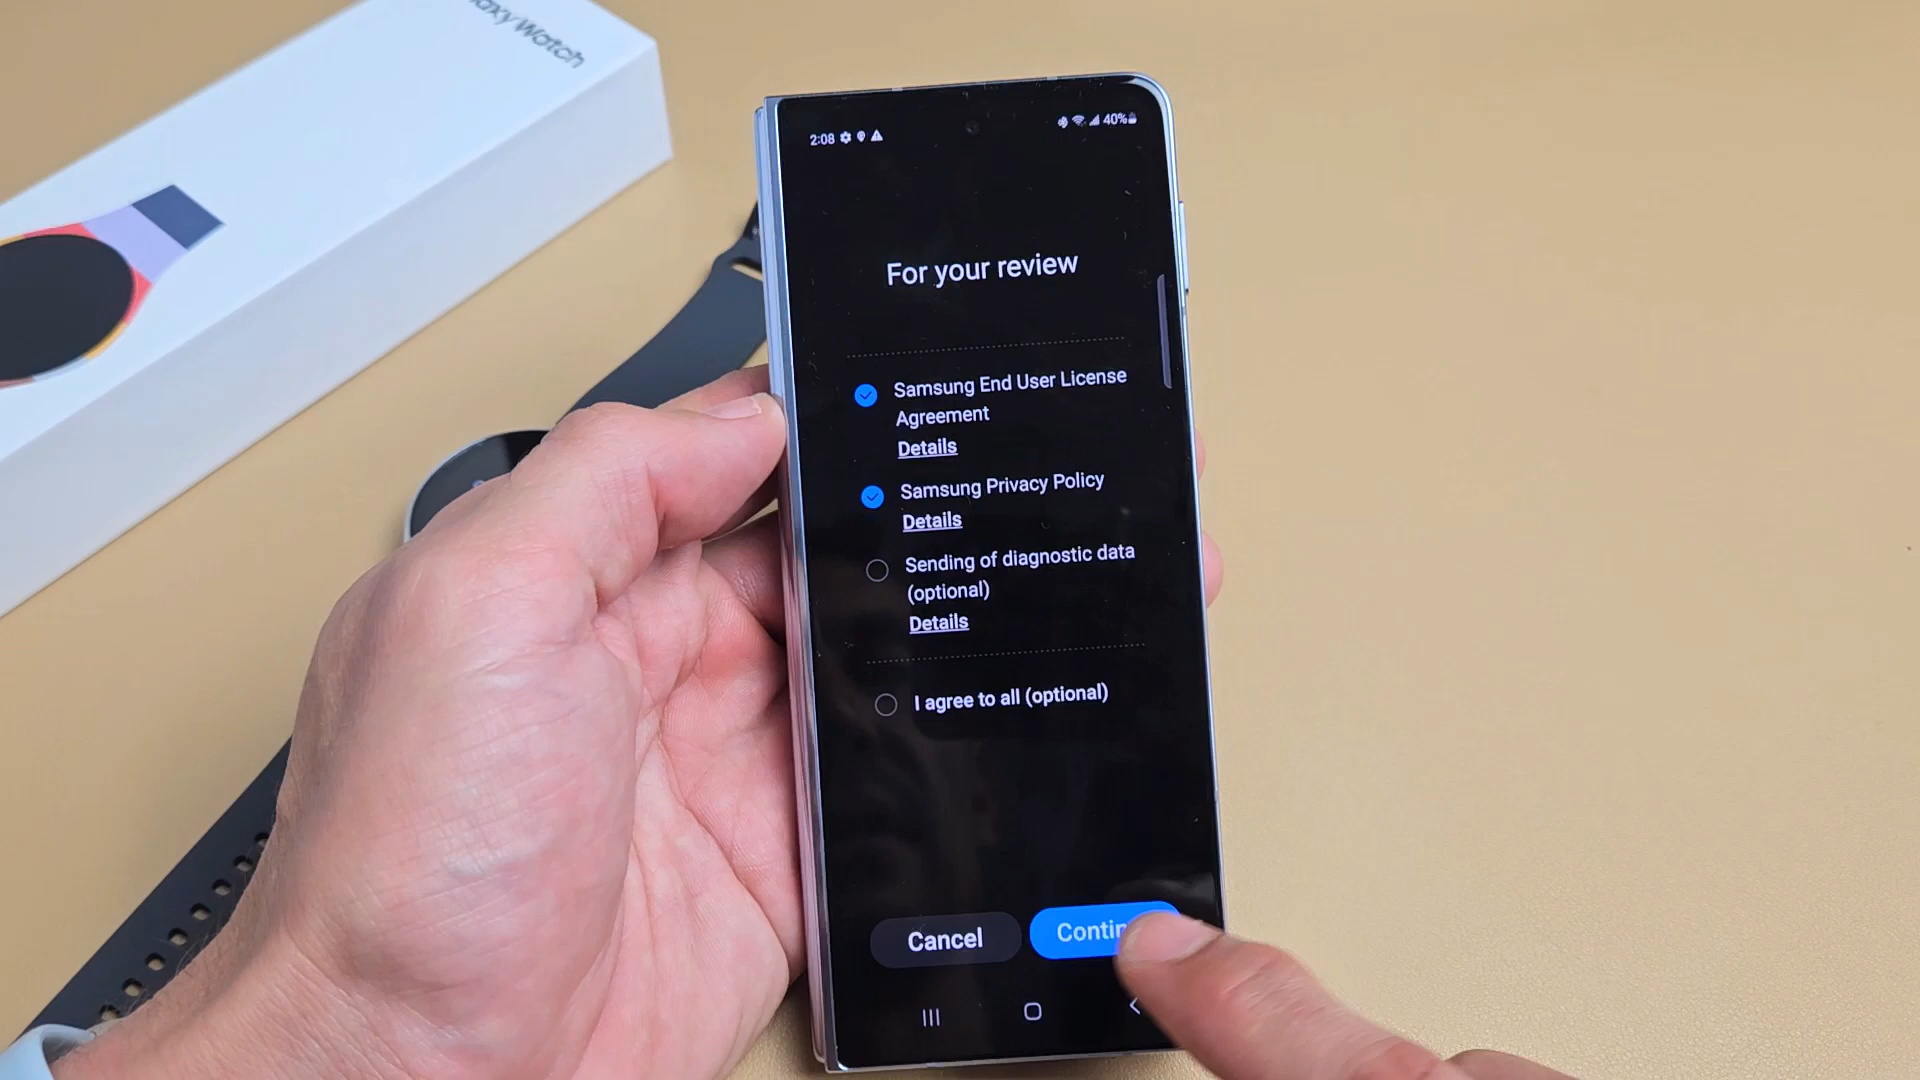 Watch
2:08
40%
For your review
Samsung End User License
Agreement
Details
Samsung Privacy Policy
Details
Sending of diagnostic data
(optional)
Details
I agree to all (optional)
Cancel